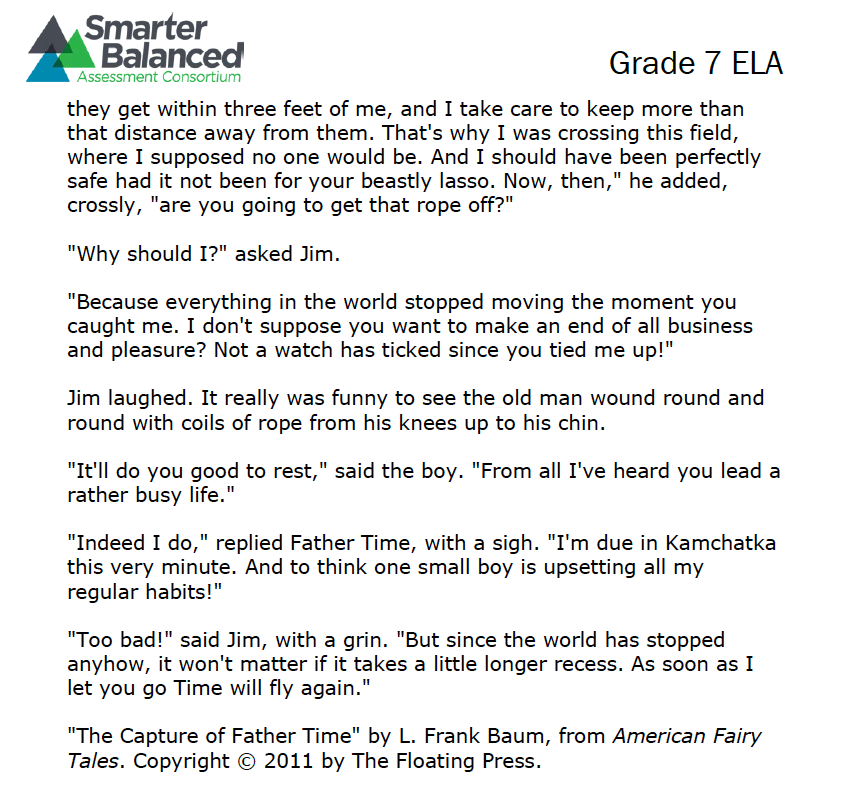 Smarter
Balanced
Assessment Consortium
Grade 7 ELA
they get within three feet of me, and I take care to keep more than
that distance away from them. That's why I was crossing this field,
where I supposed no one would be. And I should have been perfectly
safe had it not been for your beastly lasso. Now, then," he added,
crossly, "are you going to get that rope off?"
"Why should I?" asked Jim.
"Because everything in the world stopped moving the moment you
caught me. I don't suppose you want to make an end of all business
and pleasure? Not a watch has ticked since you tied me up!"
Jim laughed. It really was funny to see the old man wound round and
round with coils of rope from his knees up to his chin.
"It'll do you good to rest," said the boy. "From all I've heard you lead a
rather busy life."
"Indeed I do," replied Father Time, with a sigh. "I'm due in Kamchatka
this very minute. And to think one small boy is upsetting all my
regular habits!"
"Too bad!" said Jim, with a grin. "But since the world has stopped
anyhow, it won't matter if it takes a little longer recess. As soon as I
let you go Time will fly again."
"The Capture of Father Time" by L. Frank Baum, from American Fairy
Tales. Copyright © 2011 by The Floating Press.